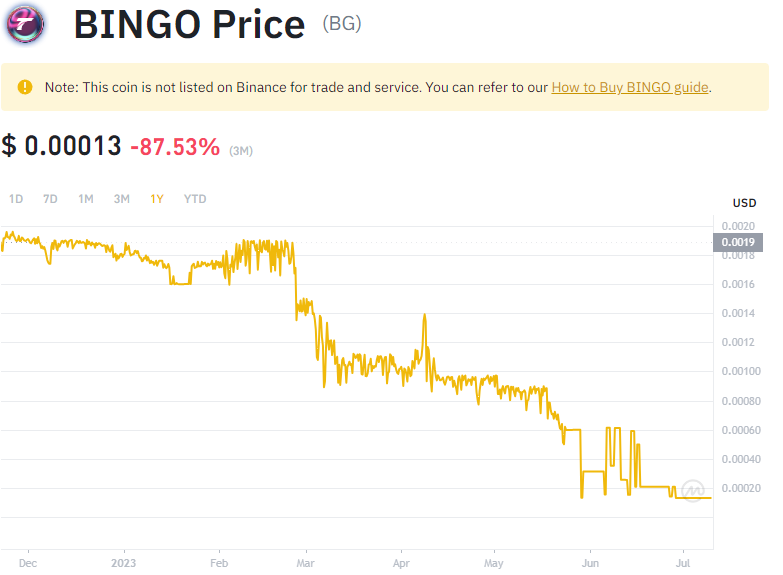 BINGO Price (BG)
Note: This coin is not listed on Binance for trade and service. You can refer to our How to Buy BINGO guide.
$ 0.00013 -87.53% (3M)
1D 7D 1M 3M 1Y YTD
USD
0.0020
0.0019
0.0018
0.0016
0.0014
0.0012
0.00100
0.00080
0.00060
0.00040
0.00020
Dec 2023 Feb Mar Apr May Jun Jul